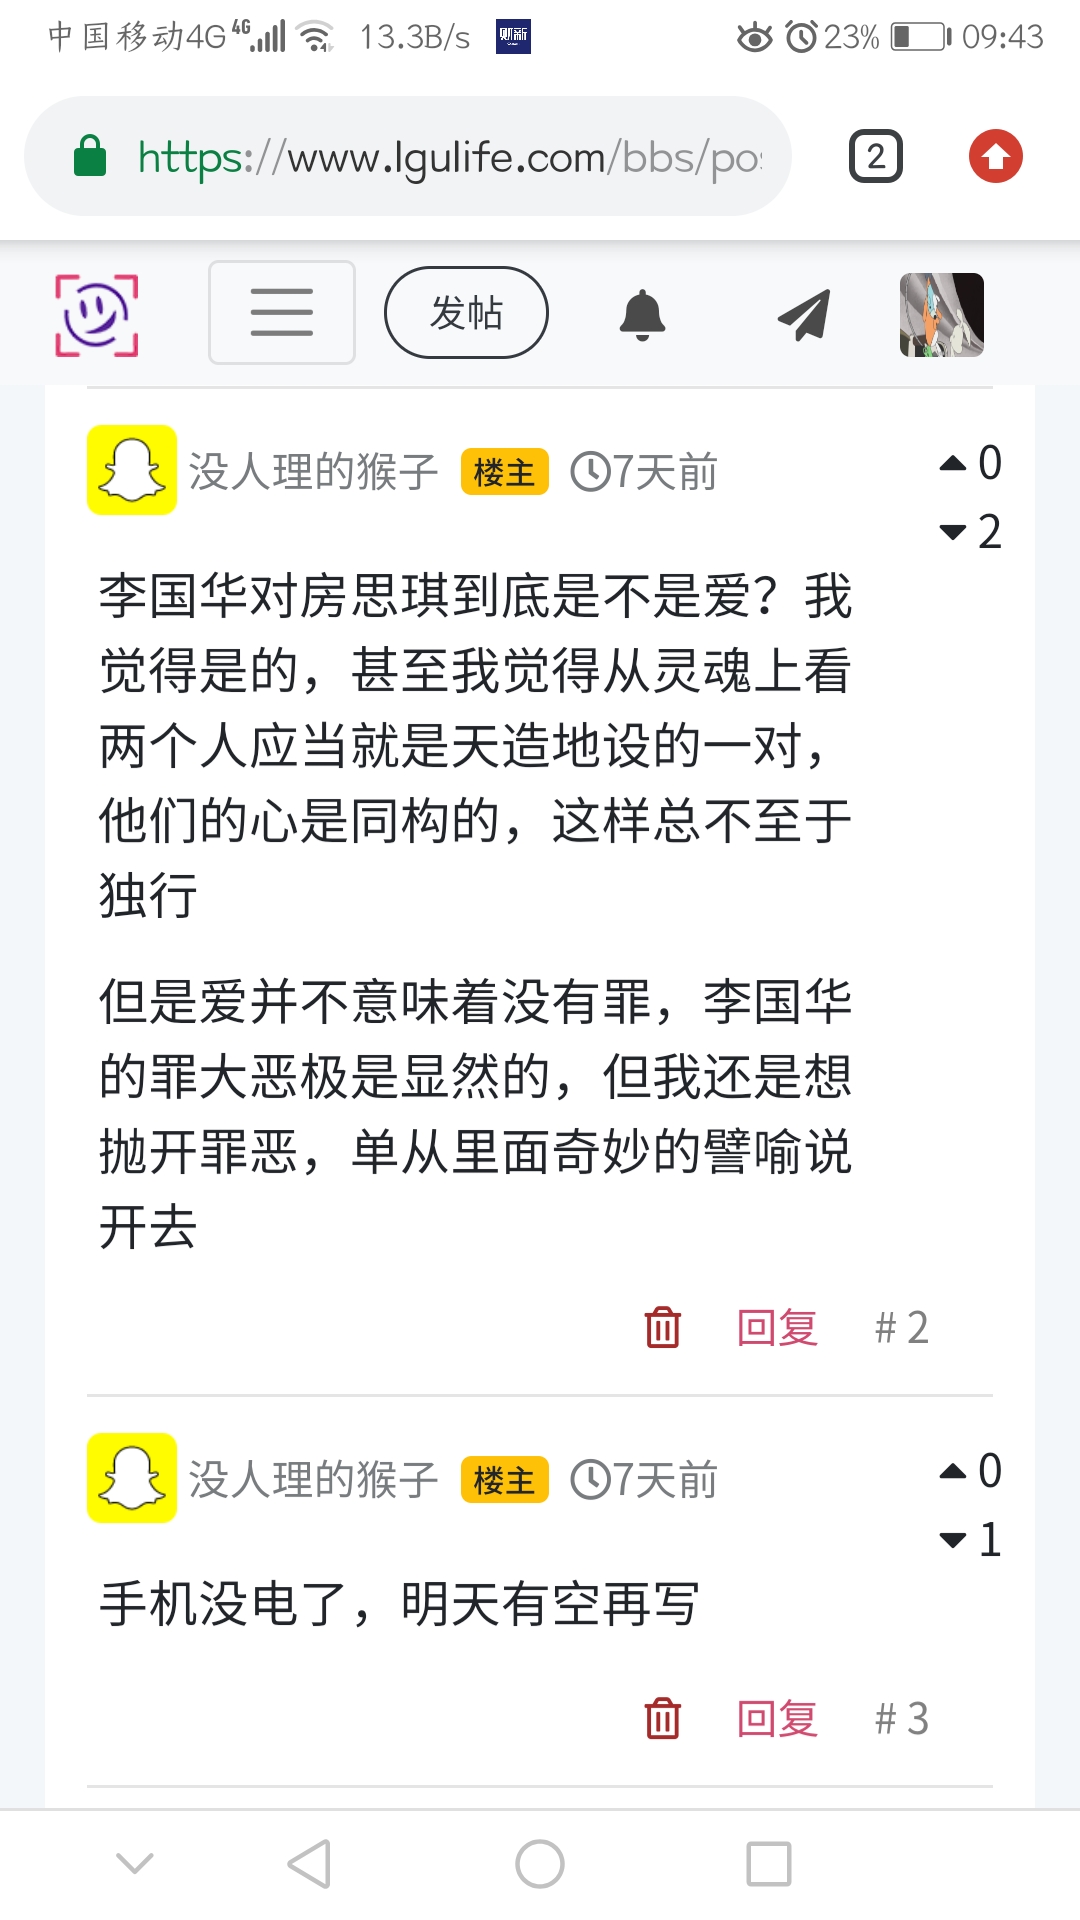 中国移动4G 4G 13.3B/s 财新 23% 09:43
https://www.lgulife.com/bbs/pos 2
发帖
没人理的猴子 楼主 7天前 0
2
李国华对房思琪到底是不是爱？我
觉得是的，甚至我觉得从灵魂上看
两个人应当就是天造地设的一对，
他们的心是同构的，这样总不至于
独行
但是爱并不意味着没有罪，李国华
的罪大恶极是显然的，但我还是想
抛开罪恶，单从里面奇妙的譬喻说
开去
回复 # 2
没人理的猴子 楼主 7天前 0
1
手机没电了，明天有空再写
回复 # 3